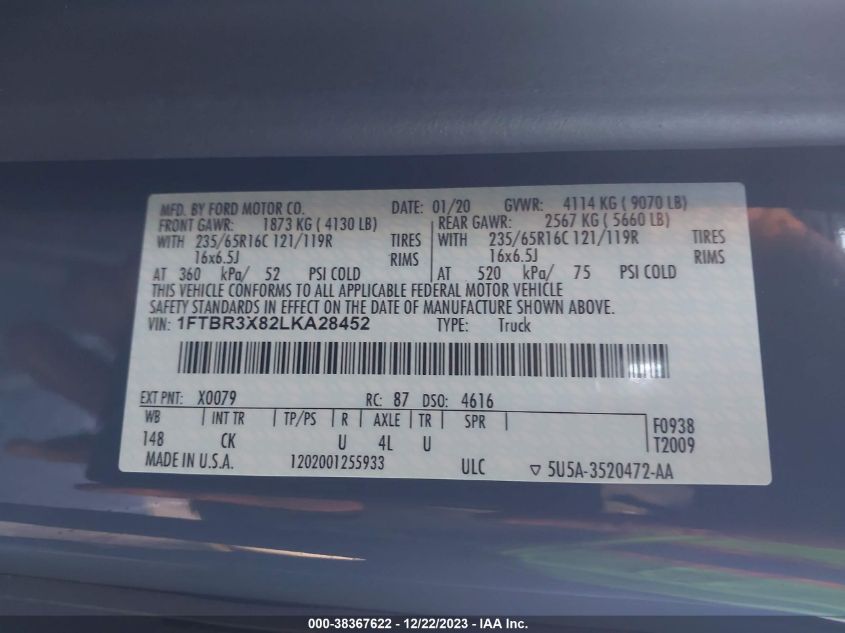 MFD. BY FORD MOTOR CO. DATE: 01/20 GVWR: 4114 KG ( 9070 LB)
FRONT GAWR: 1873 KG ( 4130 LB) REAR GAWR: 2567 KG ( 5660 LB)
WITH 235/65R16C 121/119R TIRES WITH 235/65R16C 121/119R TIRES
16x6.5J RIMS 16x6.5J RIMS
AT 360 kPa/ 52 PSI COLD AT 520 kPa/ 75 PSI COLD
THIS VEHICLE CONFORMS TO ALL APPLICABLE FEDERAL MOTOR VEHICLE
SAFETY STANDARDS IN EFFECT ON THE DATE OF MANUFACTURE SHOWN ABOVE.
VIN: 1FTBR3X82LKA28452 TYPE: Truck
EXT PNT: X0079 RC: 87 DSO: 4616
WB INT TR TP/PS R AXLE TR SPR F0938
148 CK U 4L U T2009
MADE IN U.S.A. 1202001255933 ULC ▽ 5U5A-3520472-AA
000-38367622 - 12/22/2023 - IAA Inc.